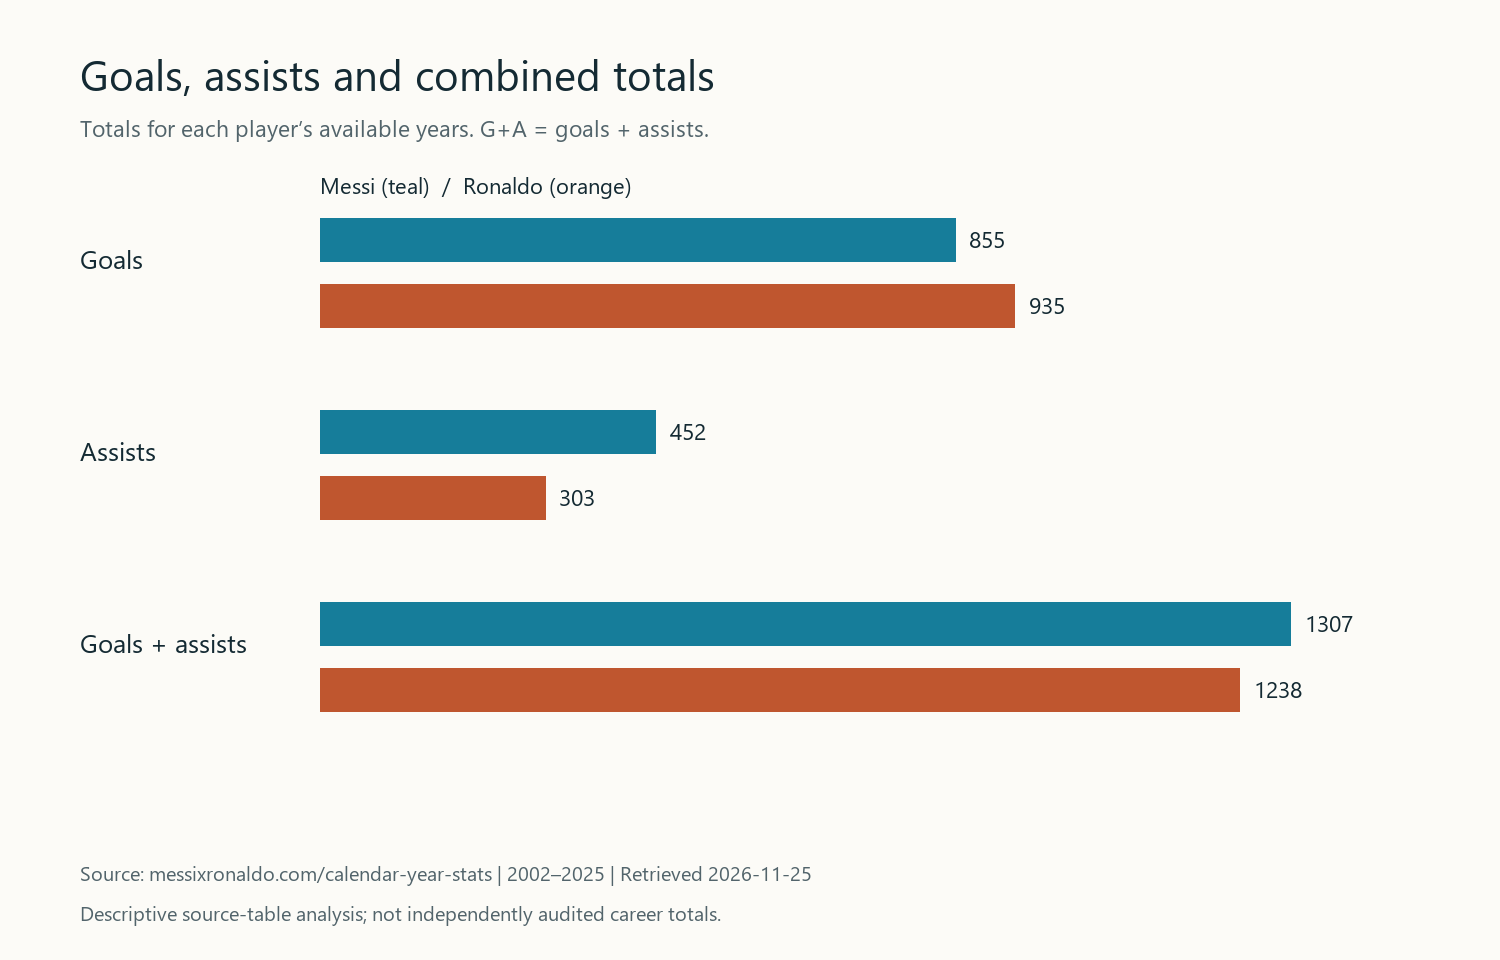 Goals, assists and combined totals
Totals for each player’s available years. G+A = goals + assists.
Messi (teal) / Ronaldo (orange)
Goals
855
935
Assists
452
303
Goals + assists
1307
1238
Source: messixronaldo.com/calendar-year-stats | 2002–2025 | Retrieved 2026-11-25
Descriptive source-table analysis; not independently audited career totals.